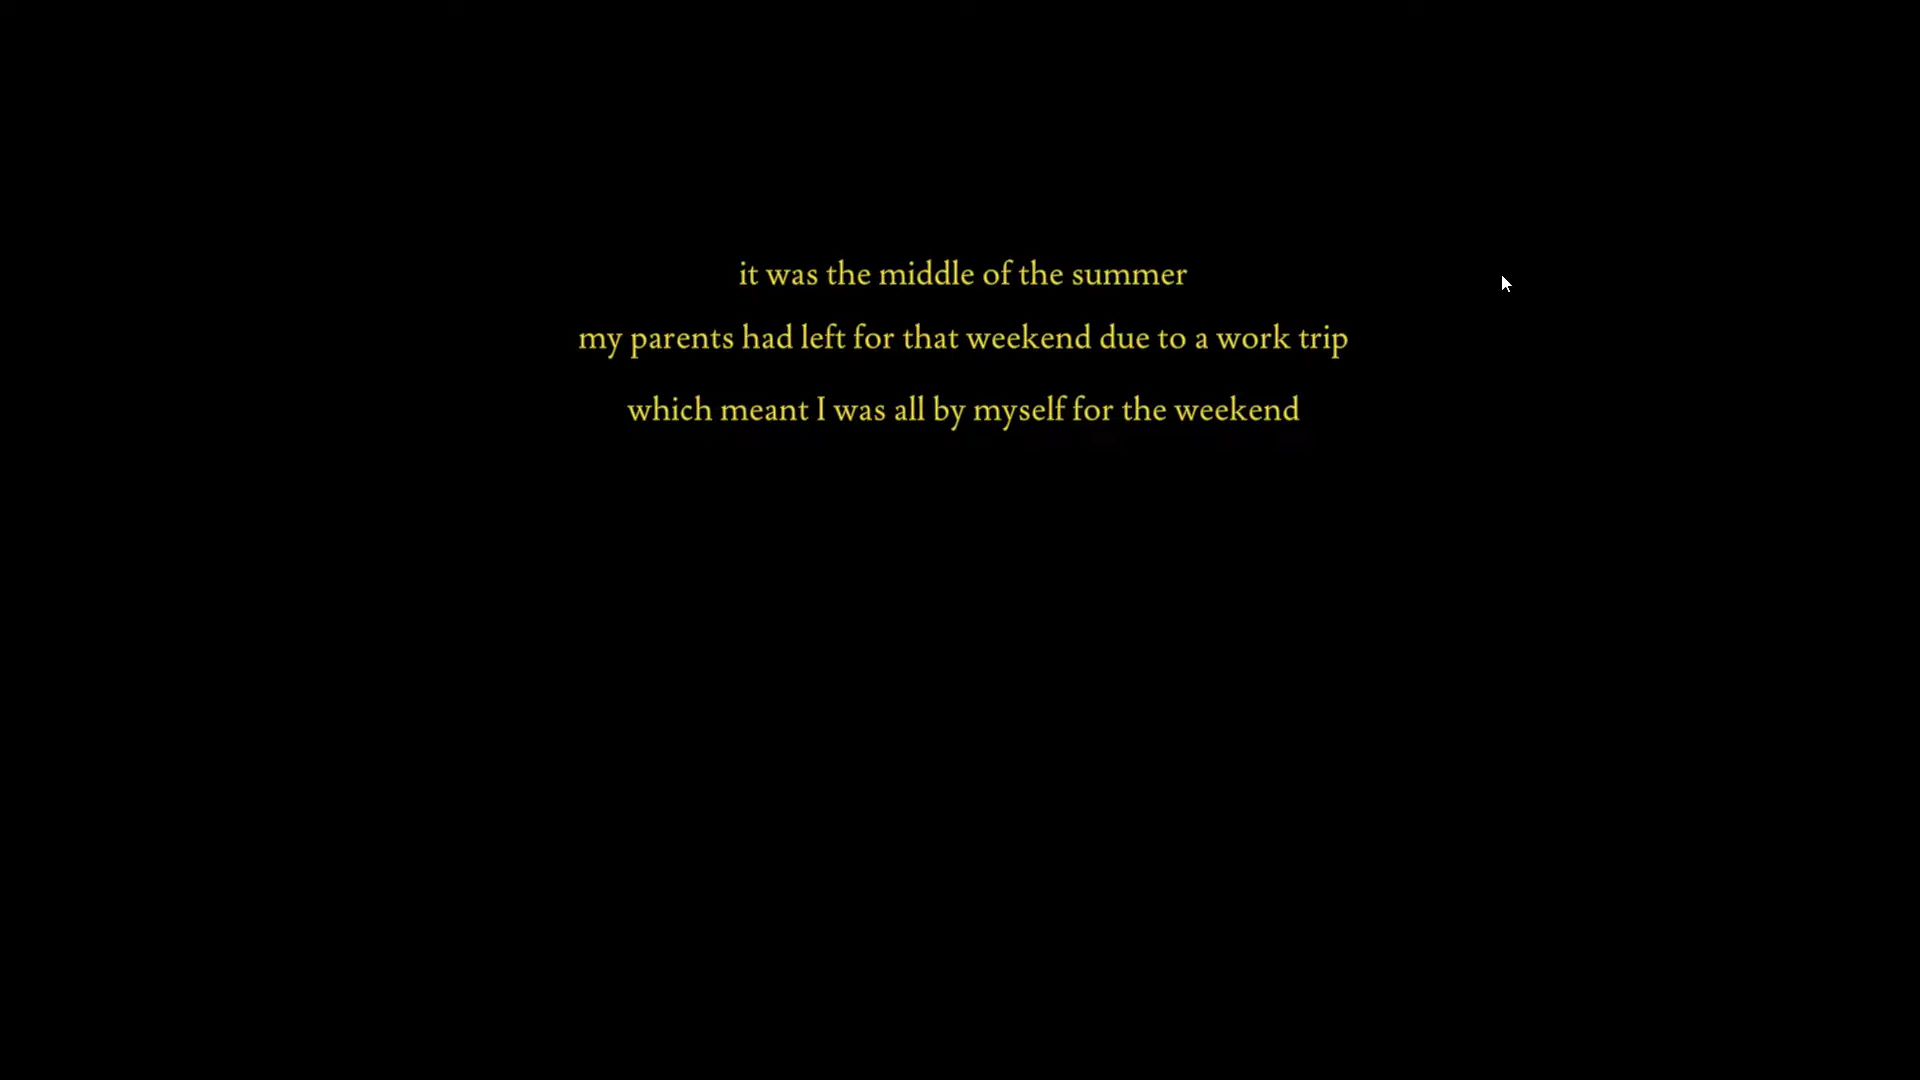 it was the middle of the summer
my parents had left for that weekend due to a work trip
which meant I was all by myself for the weekend